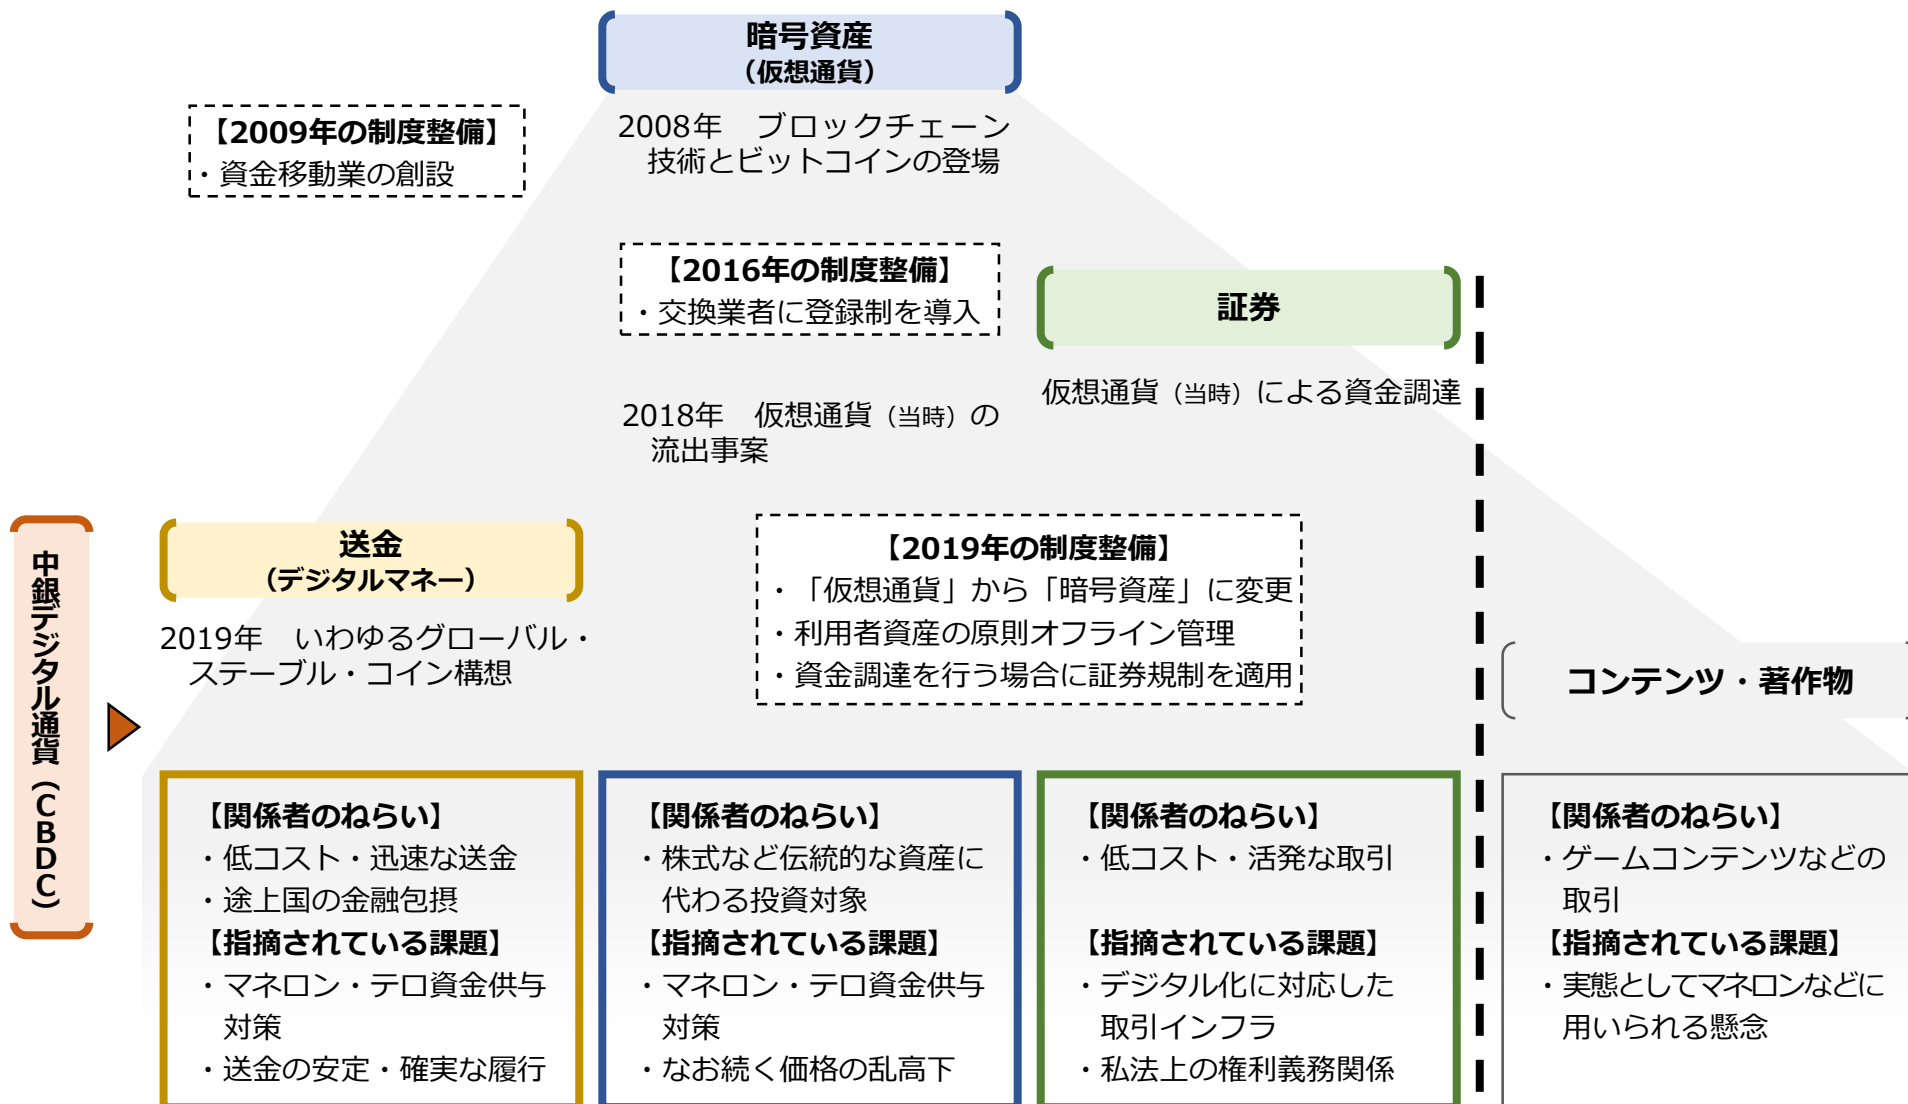 暗号資産
（仮想通貨）
【2009年の制度整備】
・資金移動業の創設
2008年　ブロックチェーン
技術とビットコインの登場
【2016年の制度整備】
・交換業者に登録制を導入
証券
仮想通貨（当時）による資金調達
2018年　仮想通貨（当時）の
流出事案
中銀デジタル通貨（CBDC）
送金
（デジタルマネー）
2019年　いわゆるグローバル・
ステーブル・コイン構想
【2019年の制度整備】
・「仮想通貨」から「暗号資産」に変更
・利用者資産の原則オフライン管理
・資金調達を行う場合に証券規制を適用
コンテンツ・著作物
【関係者のねらい】
・低コスト・迅速な送金
・途上国の金融包摂
【指摘されている課題】
・マネロン・テロ資金供与
対策
・送金の安定・確実な履行
【関係者のねらい】
・株式など伝統的な資産に
代わる投資対象
【指摘されている課題】
・マネロン・テロ資金供与
対策
・なお続く価格の乱高下
【関係者のねらい】
・低コスト・活発な取引
【指摘されている課題】
・デジタル化に対応した
取引インフラ
・私法上の権利義務関係
【関係者のねらい】
・ゲームコンテンツなどの
取引
【指摘されている課題】
・実態としてマネロンなどに
用いられる懸念